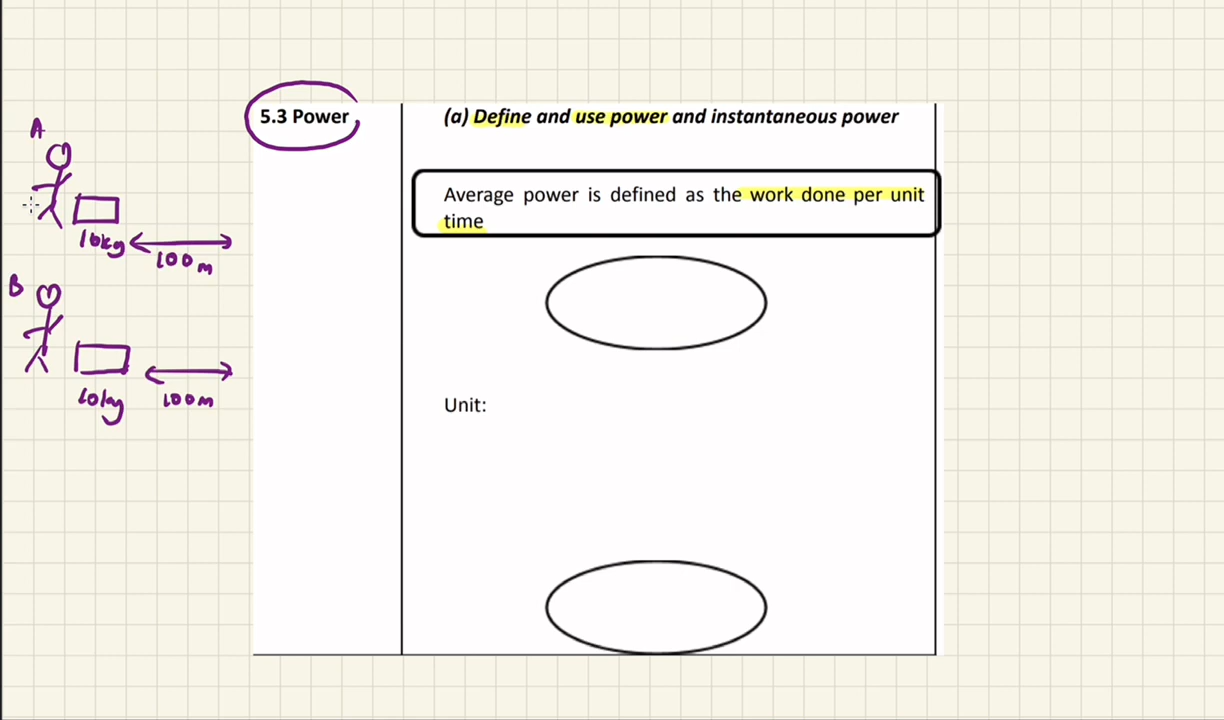 5.3 Power
(a) Define and use power and instantaneous power
Average power is defined as the work done per unit
time
Unit:
A
10kg
100m
B
10kg
100m